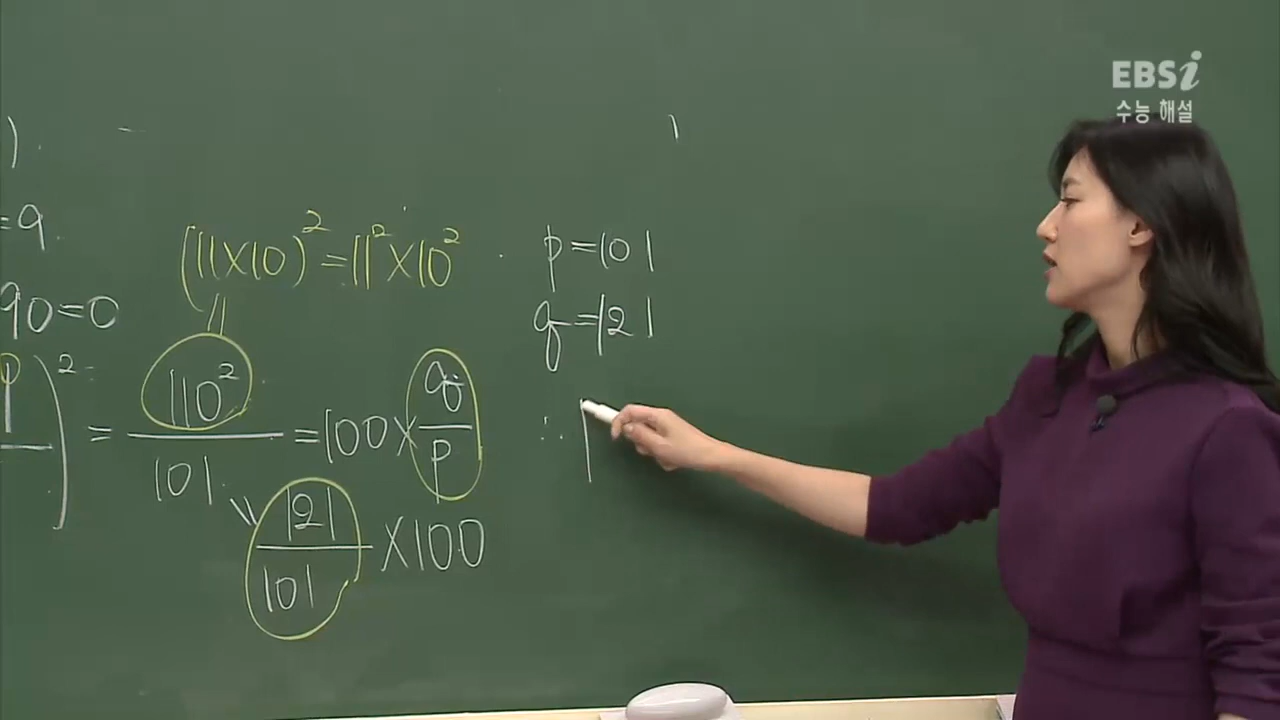 EBSi
수능 해설
=9.
(11×10)²=11²×10²
p=101
90=0
q=121
)² = 110²/101 = 100×q/p
∴
121/101 ×100